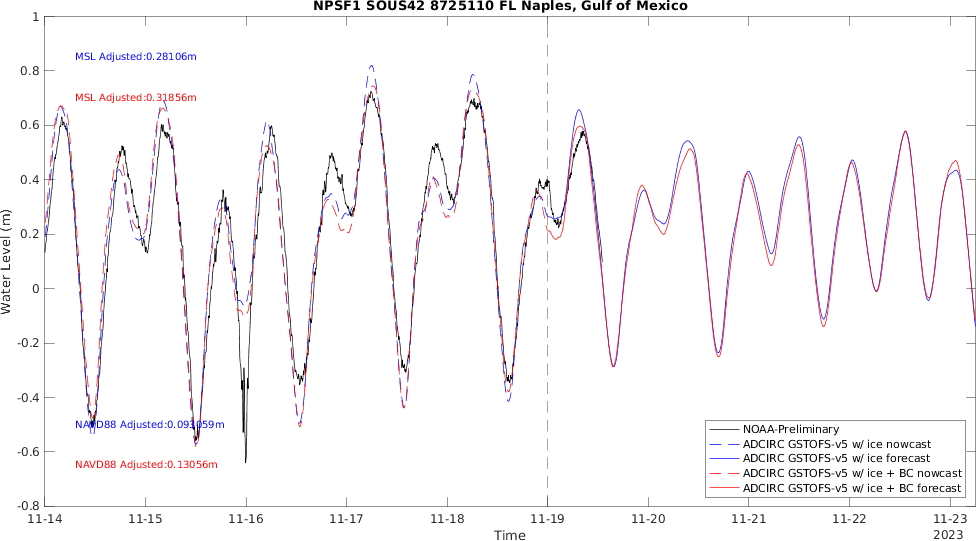 NPSF1 SOUS42 8725110 FL Naples, Gulf of Mexico
1
0.8
0.6
0.4
0.2
0
-0.2
-0.4
-0.6
-0.8
Water Level (m)
MSL Adjusted:0.28106m
MSL Adjusted:0.31856m
NAVD88 Adjusted:0.093059m
NAVD88 Adjusted:0.13056m
NOAA-Preliminary
ADCIRC GSTOFS-v5 w/ ice nowcast
ADCIRC GSTOFS-v5 w/ ice forecast
ADCIRC GSTOFS-v5 w/ ice + BC nowcast
ADCIRC GSTOFS-v5 w/ ice + BC forecast
11-14 11-15 11-16 11-17 11-18 11-19 11-20 11-21 11-22 11-23
Time
2023